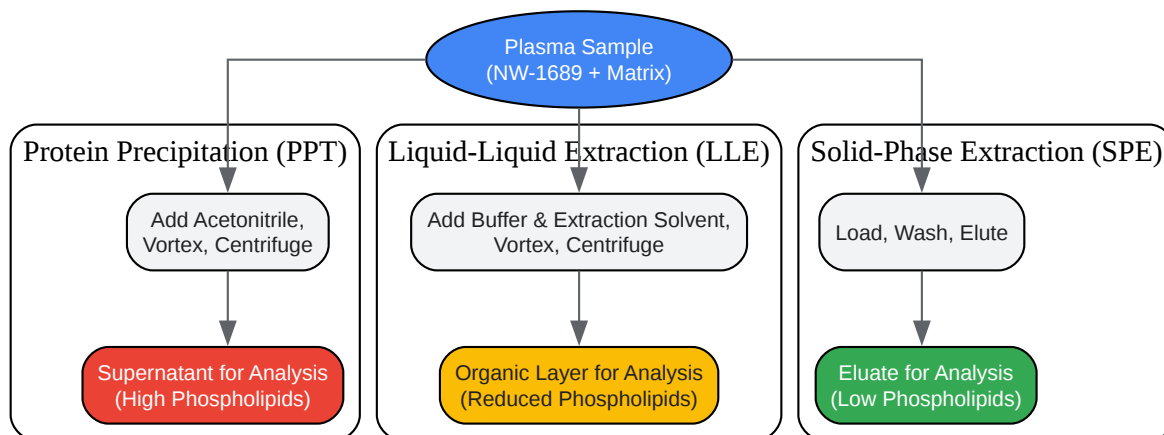 Plasma Sample
(NW-1689 + Matrix)
Protein Precipitation (PPT)
Add Acetonitrile,
Vortex, Centrifuge
Supernatant for Analysis
(High Phospholipids)
Liquid-Liquid Extraction (LLE)
Add Buffer & Extraction Solvent,
Vortex, Centrifuge
Organic Layer for Analysis
(Reduced Phospholipids)
Solid-Phase Extraction (SPE)
Load, Wash, Elute
Eluate for Analysis
(Low Phospholipids)